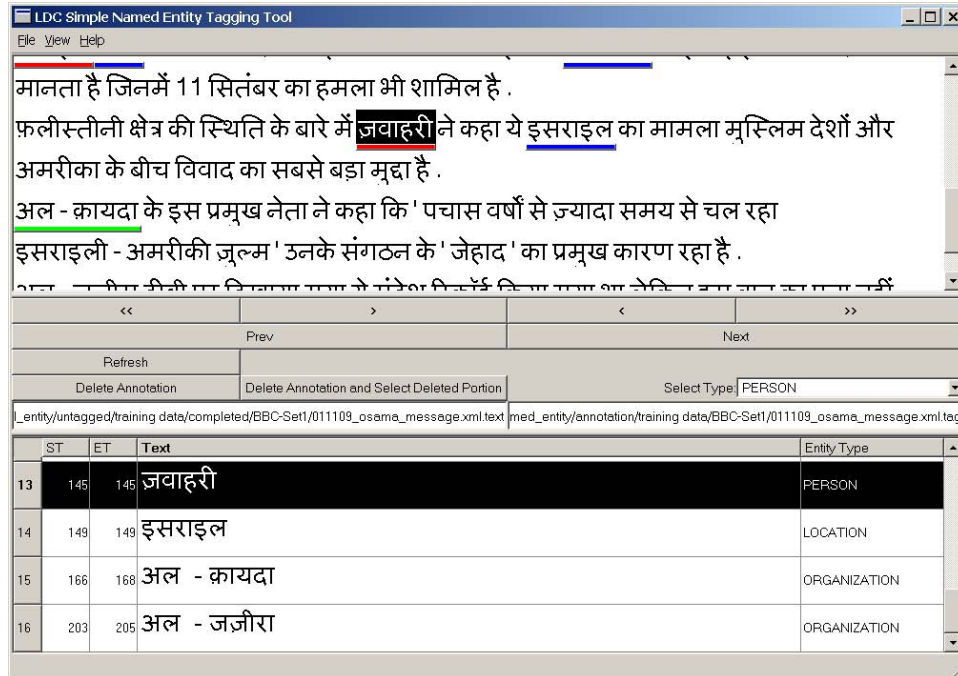 LDC Simple Named Entity Tagging Tool
File View Help
मानता है जिनमें 11 सितंबर का हमला भी शामिल है .
फ़लीस्तीनी क्षेत्र की स्थिति के बारे में ज़वाहरी ने कहा ये इसराइल का मामला मुस्लिम देशों और
अमरीका के बीच विवाद का सबसे बड़ा मुद्दा है .
अल - क़ायदा के इस प्रमुख नेता ने कहा कि ' पचास वर्षों से ज़्यादा समय से चल रहा
इसराइली - अमरीकी ज़ुल्म ' उनके संगठन के ' जेहाद ' का प्रमुख कारण रहा है .
<< > < >>
Prev Next
Refresh
Delete Annotation Delete Annotation and Select Deleted Portion Select Type: PERSON
l_entity/untagged/training data/completed/BBC-Set1/011109_osama_message.xml.text med_entity/annotation/training data/BBC-Set1/011109_osama_message.xml.tag
ST ET Text Entity Type
13 145 145 ज़वाहरी PERSON
14 149 149 इसराइल LOCATION
15 166 168 अल - क़ायदा ORGANIZATION
16 203 205 अल - जज़ीरा ORGANIZATION